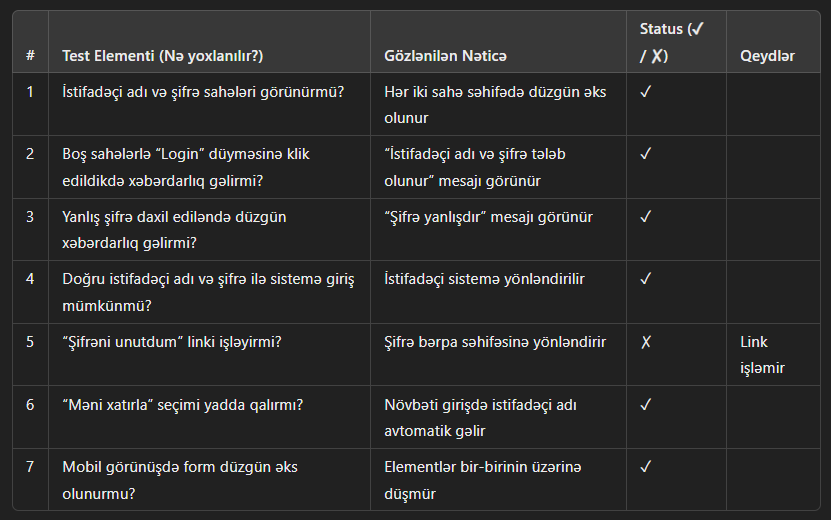 Status (✓
# Test Elementi (Nə yoxlanılır?) Gözlənilən Nəticə / ✗) Qeydlər
1 İstifadəçi adı və şifrə sahələri görünürmü? Hər iki sahə səhifədə düzgün əks ✓
olunur
2 Boş sahələrlə “Login” düyməsinə klik “İstifadəçi adı və şifrə tələb ✓
edildikdə xəbərdarlıq gəlirmi? olunur” mesajı görünür
3 Yanlış şifrə daxil ediləndə düzgün “Şifrə yanlışdır” mesajı görünür ✓
xəbərdarlıq gəlirmi?
4 Doğru istifadəçi adı və şifrə ilə sistemə giriş İstifadəçi sistemə yönləndirilir ✓
mümkünmü?
5 “Şifrəni unutdum” linki işləyirmi? Şifrə bərpa səhifəsinə yönləndirir ✗ Link
işləmir
6 “Məni xatırla” seçimi yadda qalırmı? Növbəti girişdə istifadəçi adı ✓
avtomatik gəlir
7 Mobil görünüşdə form düzgün əks Elementlər bir-birinin üzərinə ✓
olunurmu? düşmür